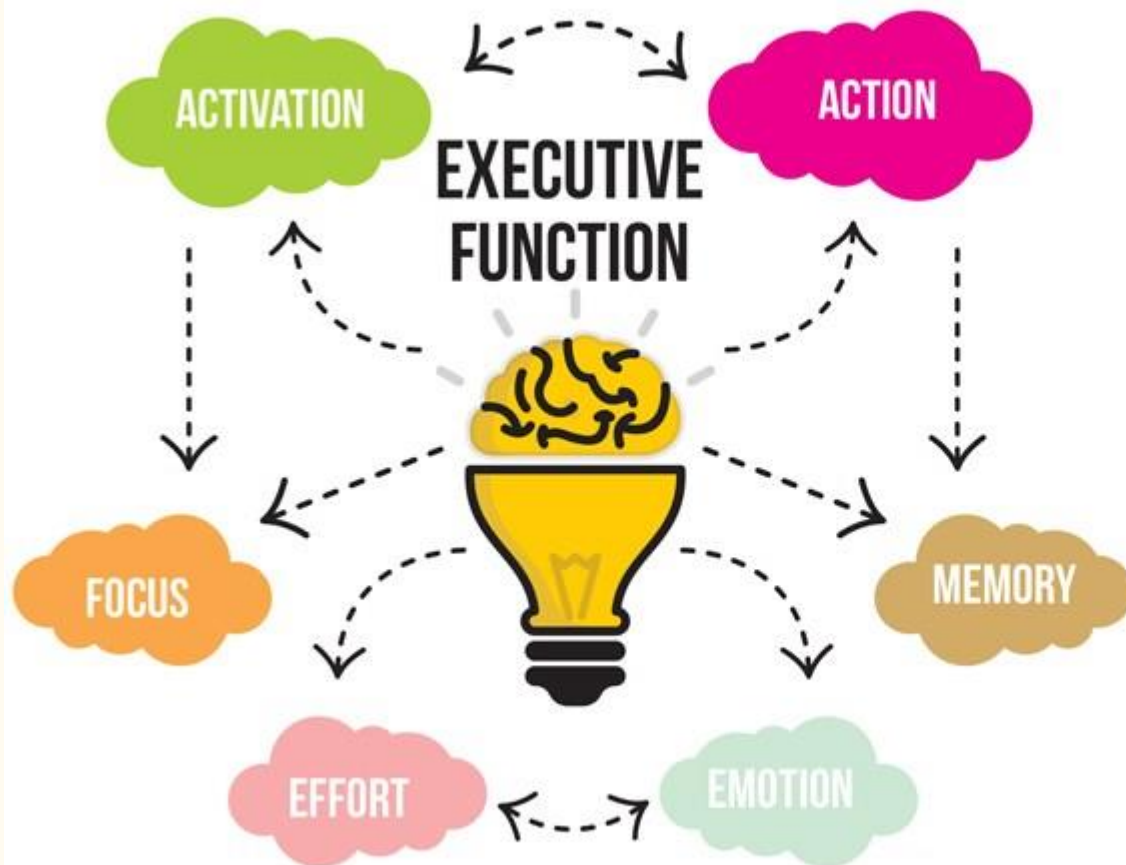 ACTIVATION
ACTION
EXECUTIVE
FUNCTION
FOCUS
MEMORY
EFFORT
EMOTION